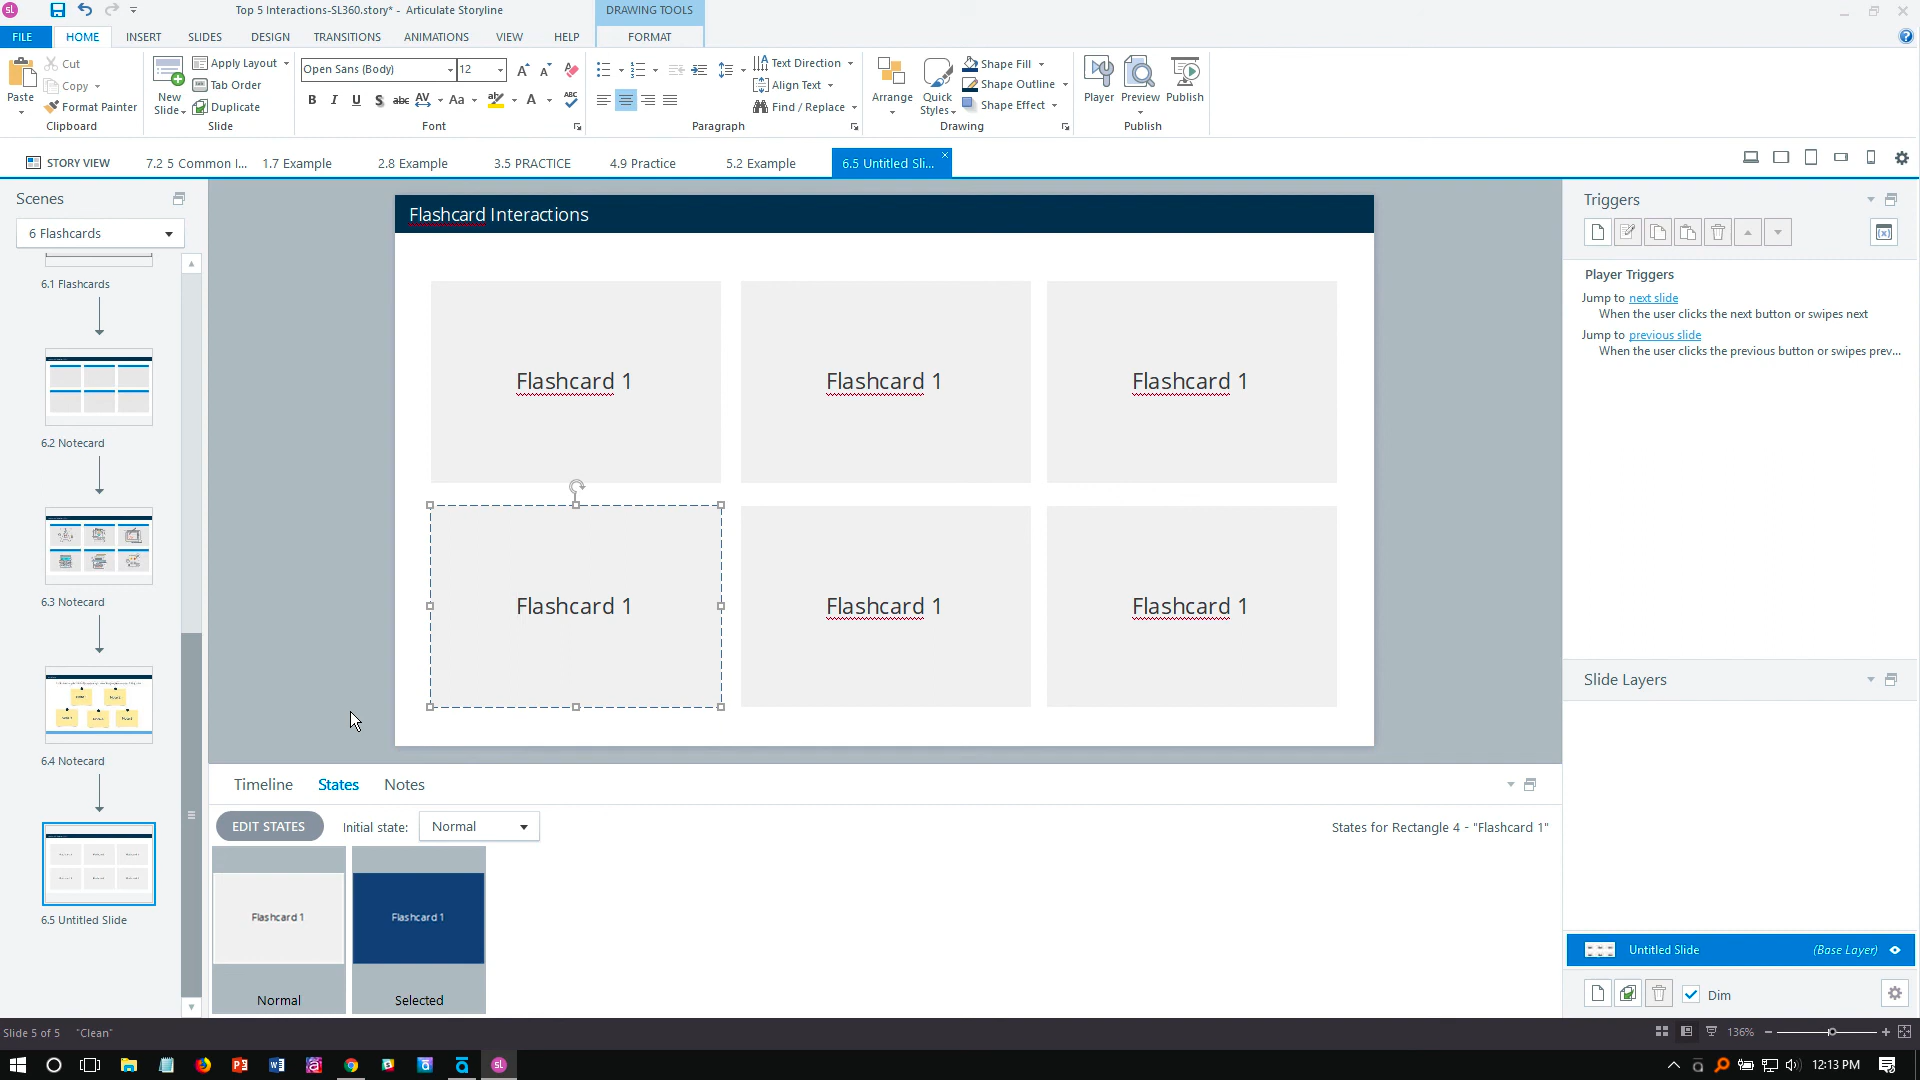 Top 5 Interactions-SL360.story* - Articulate Storyline
DRAWING TOOLS
FILE
HOME
INSERT
SLIDES
DESIGN
TRANSITIONS
ANIMATIONS
VIEW
HELP
FORMAT
Paste
Cut
Copy
Format Painter
Clipboard
New
Slide
Apply Layout
Tab Order
Duplicate
Slide
Open Sans (Body)
12
Font
Text Direction
Align Text
Find / Replace
Paragraph
Arrange
Quick
Styles
Shape Fill
Shape Outline
Shape Effect
Drawing
Player
Preview
Publish
Publish
STORY VIEW
7.2 5 Common I...
1.7 Example
2.8 Example
3.5 PRACTICE
4.9 Practice
5.2 Example
6.5 Untitled Sli...
Scenes
6 Flashcards
6.1 Flashcards
6.2 Notecard
6.3 Notecard
6.4 Notecard
6.5 Untitled Slide
Flashcard Interactions
Flashcard 1
Flashcard 1
Flashcard 1
Flashcard 1
Flashcard 1
Flashcard 1
Timeline
States
Notes
EDIT STATES
Initial state:
Normal
States for Rectangle 4 - "Flashcard 1"
Flashcard 1
Normal
Flashcard 1
Selected
Triggers
Player Triggers
Jump to next slide
When the user clicks the next button or swipes next
Jump to previous slide
When the user clicks the previous button or swipes prev...
Slide Layers
Untitled Slide
(Base Layer)
Dim
Slide 5 of 5
"Clean"
136%
12:13 PM